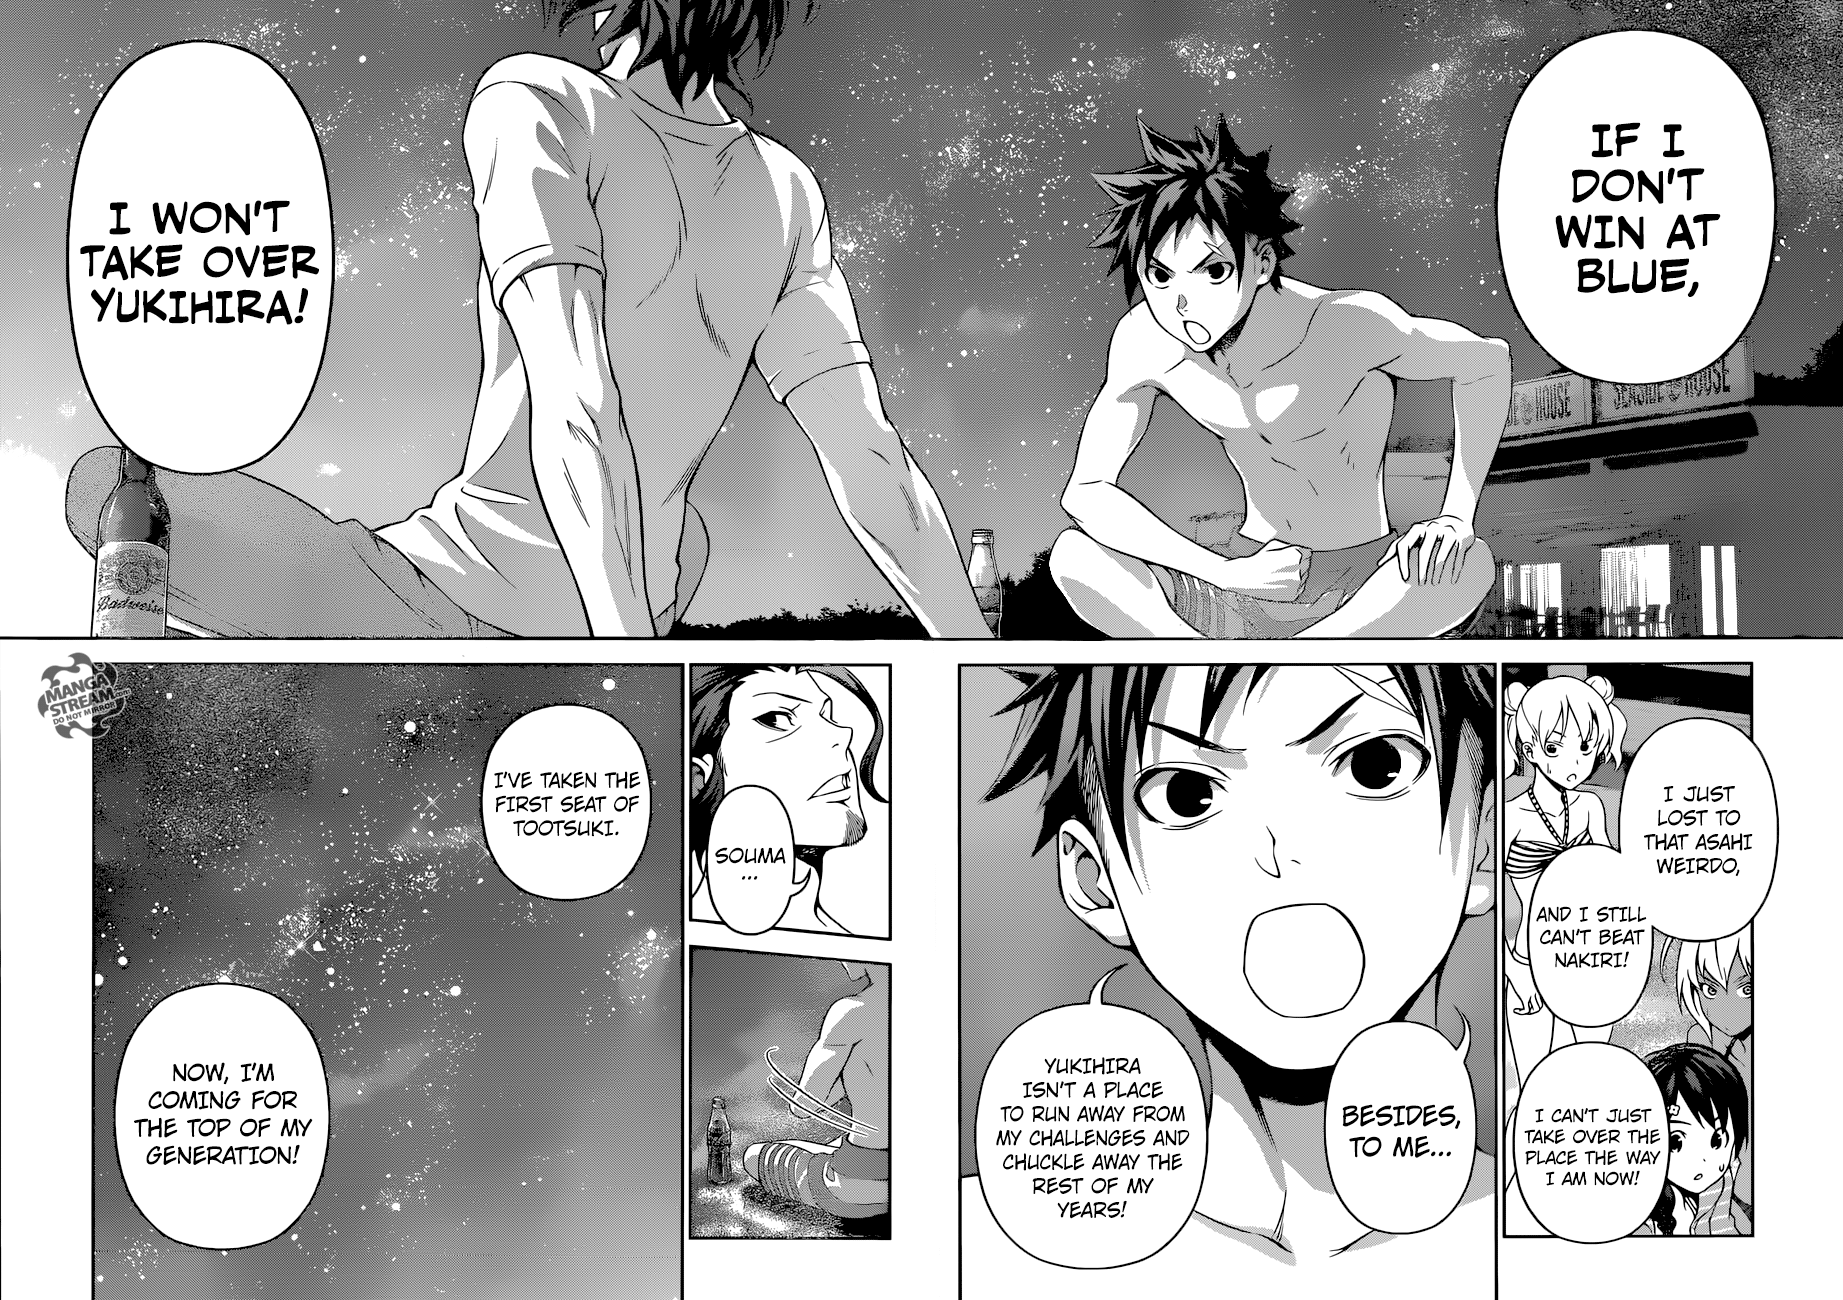 IF I
DON'T
WIN AT
BLUE,
I WON'T
TAKE OVER
YUKIHIRA!
SEASIDE HOUSE
HOUSE
Badweise
I JUST
LOST TO
THAT ASAHI
WEIRDO,
AND I STILL
CAN'T BEAT
NAKIRI!
I CAN'T JUST
TAKE OVER THE
PLACE THE WAY
I AM NOW!
BESIDES,
TO ME...
YUKIHIRA
ISN'T A PLACE
TO RUN AWAY FROM
MY CHALLENGES AND
CHUCKLE AWAY THE
REST OF MY
YEARS!
SOUMA
...
I'VE TAKEN THE
FIRST SEAT OF
TOOTSUKI.
NOW, I'M
COMING FOR
THE TOP OF MY
GENERATION!
MANGA
STREAM
DO NOT MIRROR